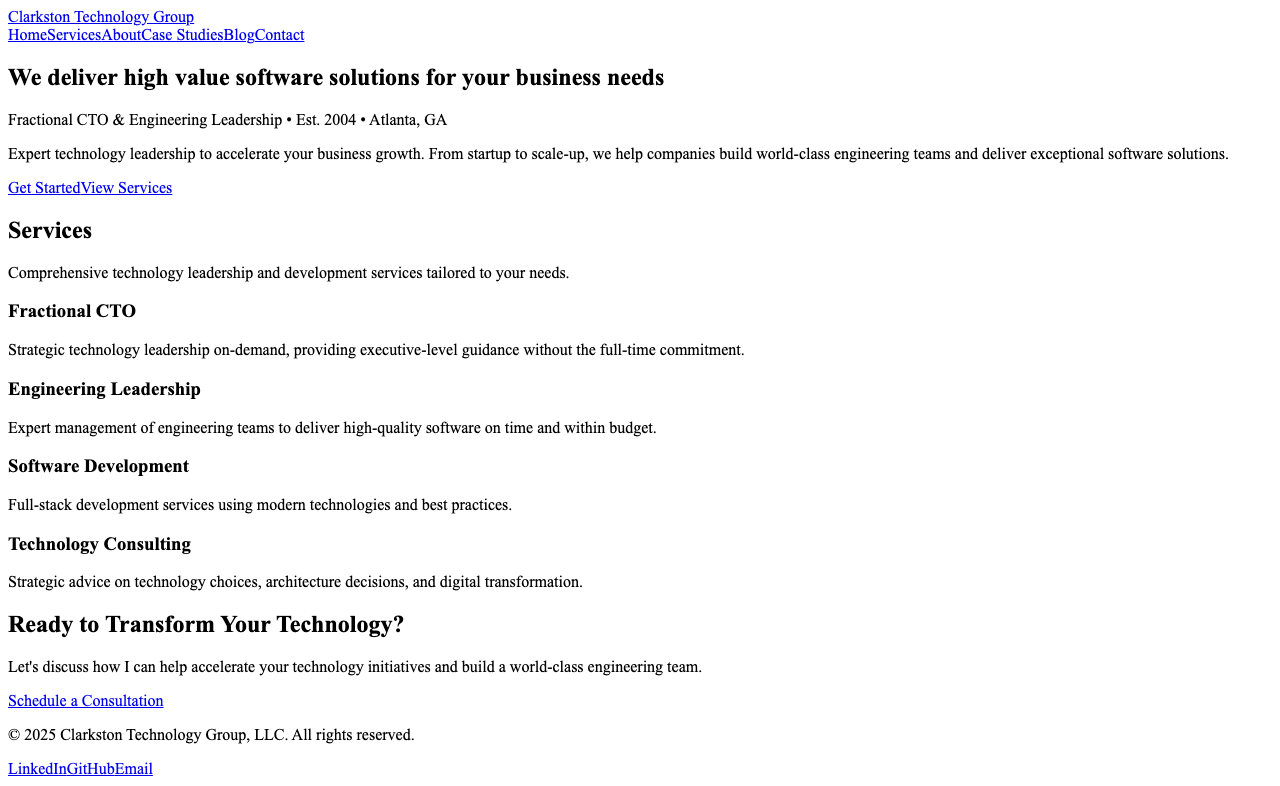 Clarkston Technology Group
HomeServicesAboutCase StudiesBlogContact
We deliver high value software solutions for your business needs
Fractional CTO & Engineering Leadership • Est. 2004 • Atlanta, GA
Expert technology leadership to accelerate your business growth. From startup to scale-up, we help companies build world-class engineering teams and deliver exceptional software solutions.
Get StartedView Services
Services
Comprehensive technology leadership and development services tailored to your needs.
Fractional CTO
Strategic technology leadership on-demand, providing executive-level guidance without the full-time commitment.
Engineering Leadership
Expert management of engineering teams to deliver high-quality software on time and within budget.
Software Development
Full-stack development services using modern technologies and best practices.
Technology Consulting
Strategic advice on technology choices, architecture decisions, and digital transformation.
Ready to Transform Your Technology?
Let's discuss how I can help accelerate your technology initiatives and build a world-class engineering team.
Schedule a Consultation
© 2025 Clarkston Technology Group, LLC. All rights reserved.
LinkedInGitHubEmail